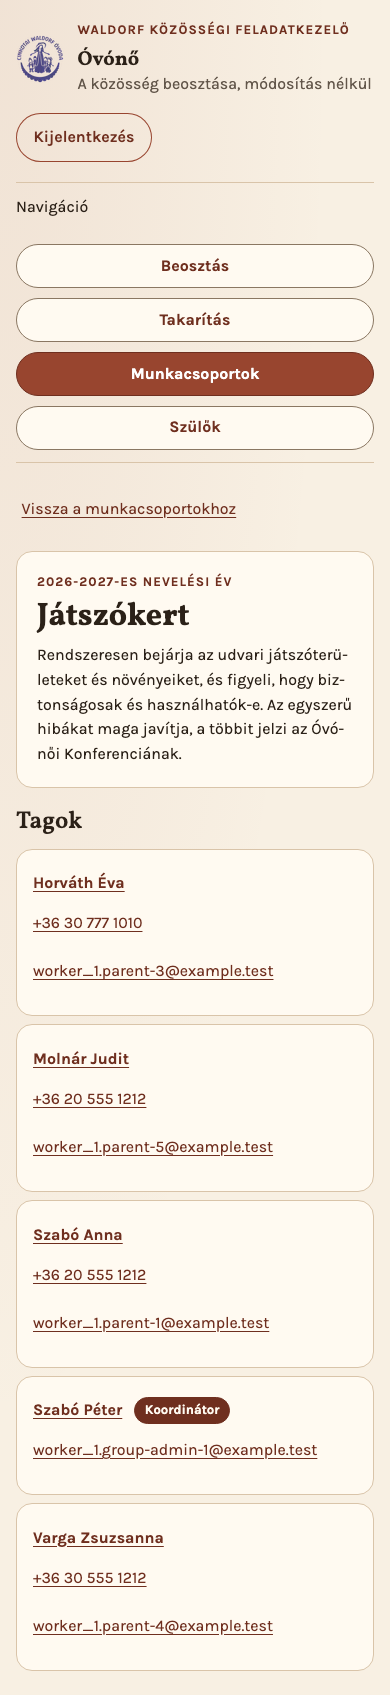 WALDORF KÖZÖSSÉGI FELADATKEZELŐ
Óvónő
A közösség beosztása, módosítás nélkül
Kijelentkezés
Navigáció
Beosztás
Takarítás
Munkacsoportok
Szülők
Vissza a munkacsoportokhoz
2026-2027-ES NEVELÉSI ÉV
Játszókert
Rendszeresen bejárja az udvari játszóterü-
leteket és növényeiket, és figyeli, hogy biz-
tonságosak és használhatók-e. Az egyszerű
hibákat maga javítja, a többit jelzi az Óvó-
női Konferenciának.
Tagok
Horváth Éva
+36 30 777 1010
worker_1.parent-3@example.test
Molnár Judit
+36 20 555 1212
worker_1.parent-5@example.test
Szabó Anna
+36 20 555 1212
worker_1.parent-1@example.test
Szabó Péter Koordinátor
worker_1.group-admin-1@example.test
Varga Zsuzsanna
+36 30 555 1212
worker_1.parent-4@example.test